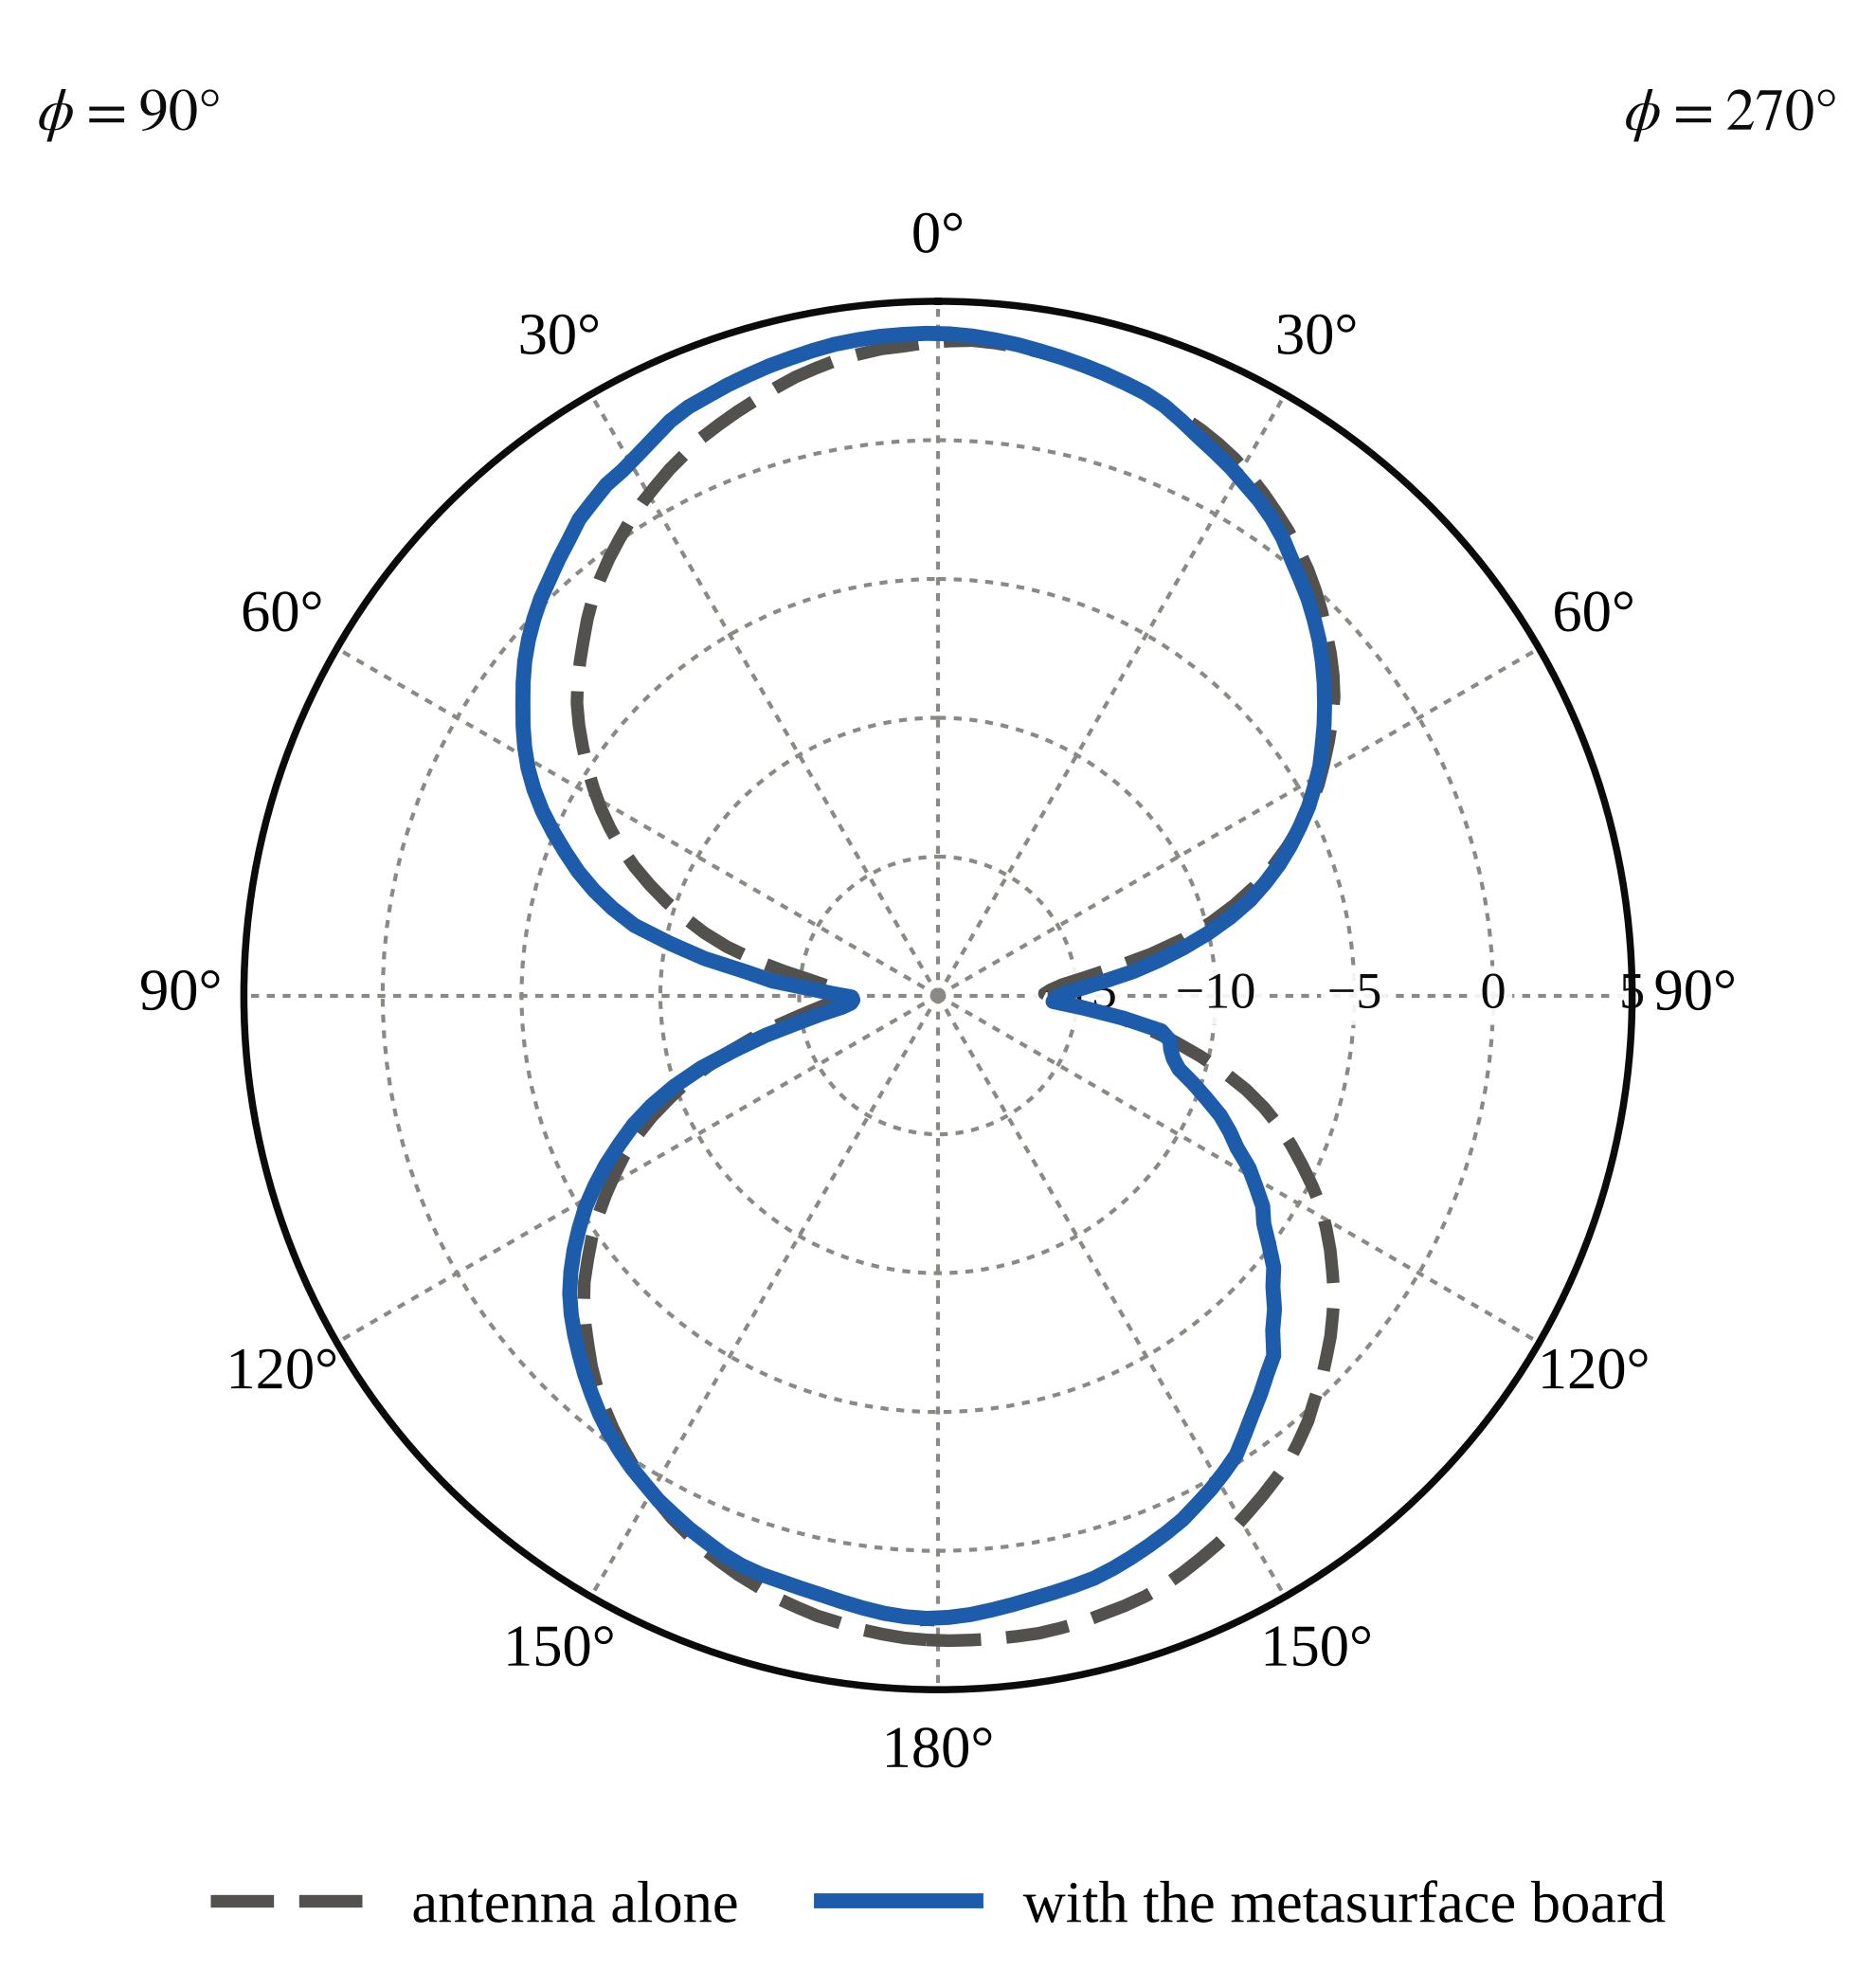 ϕ = 90° ϕ = 270°
0°
30° 30°
60° 60°
90° −10 −5 0 5 90°
120° 120°
150° 150°
180°
antenna alone with the metasurface board